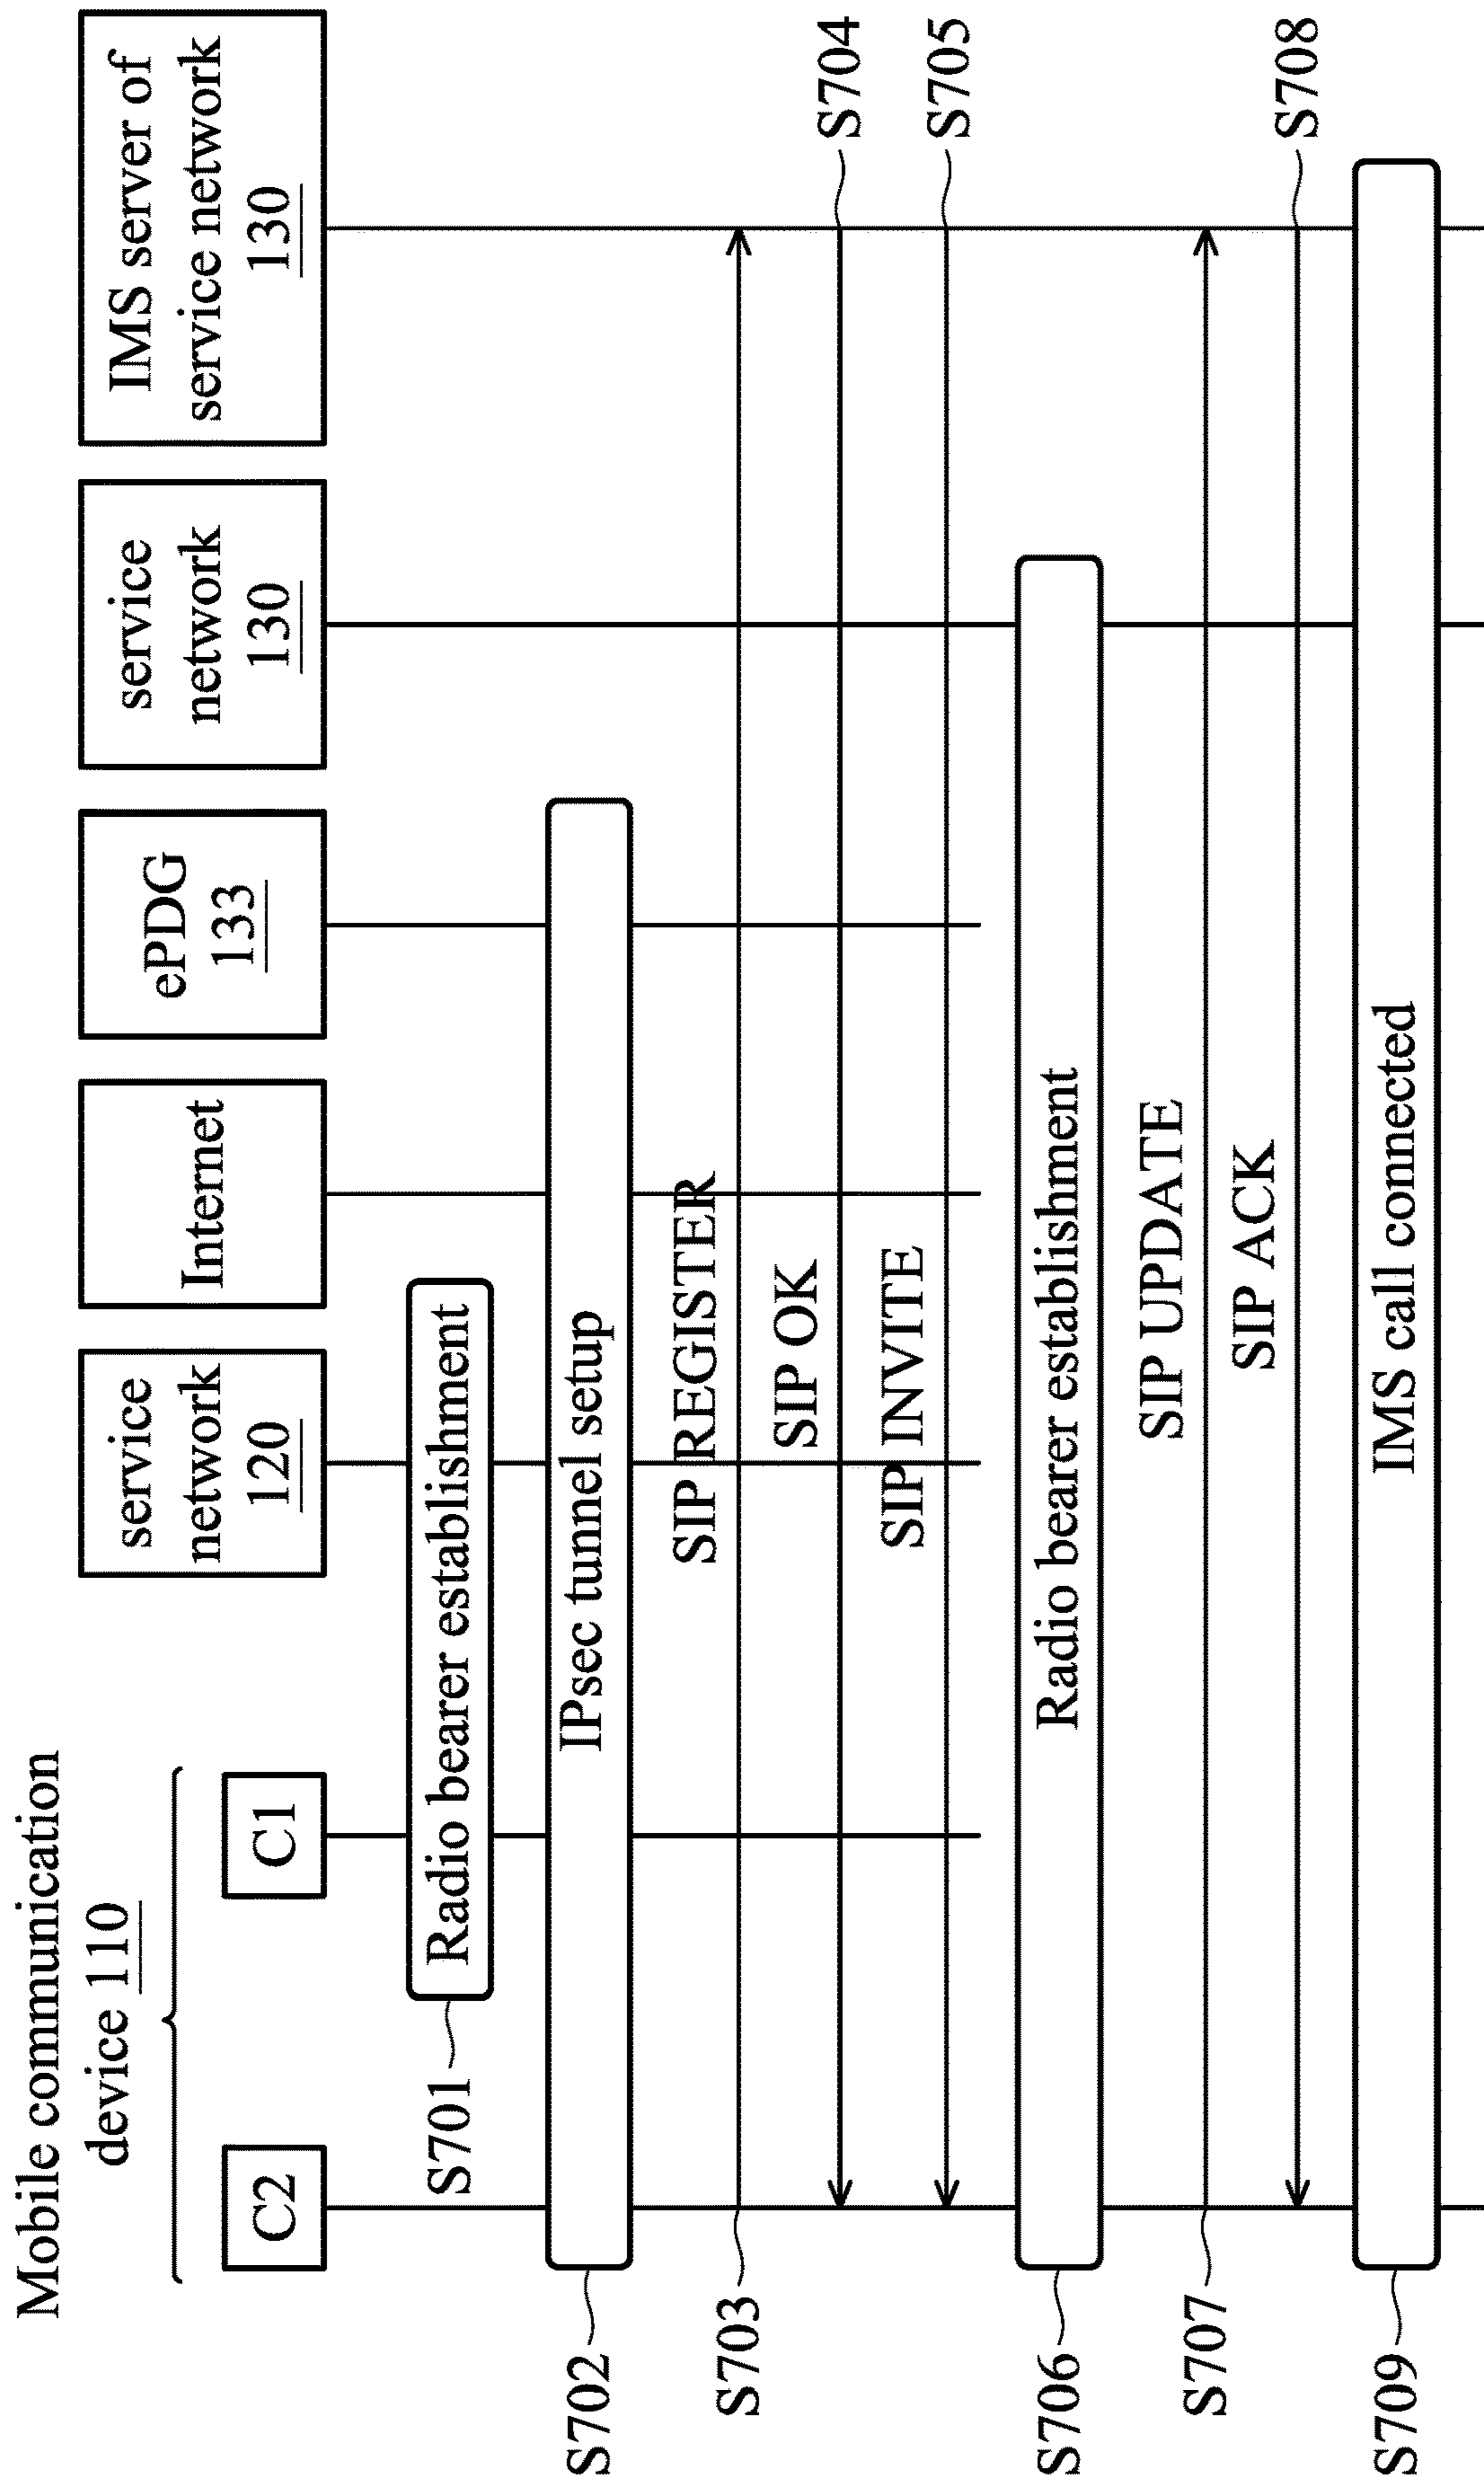 Mobile communication
device 110
C2
C1
service
network
120
Internet
ePDG
133
service
network
130
IMS server of
service network
130
S701
Radio bearer establishment
S702
IPsec tunnel setup
S703
SIP REGISTER
SIP OK
S704
SIP INVITE
S705
S706
Radio bearer establishment
S707
SIP UPDATE
SIP ACK
S708
S709
IMS call connected